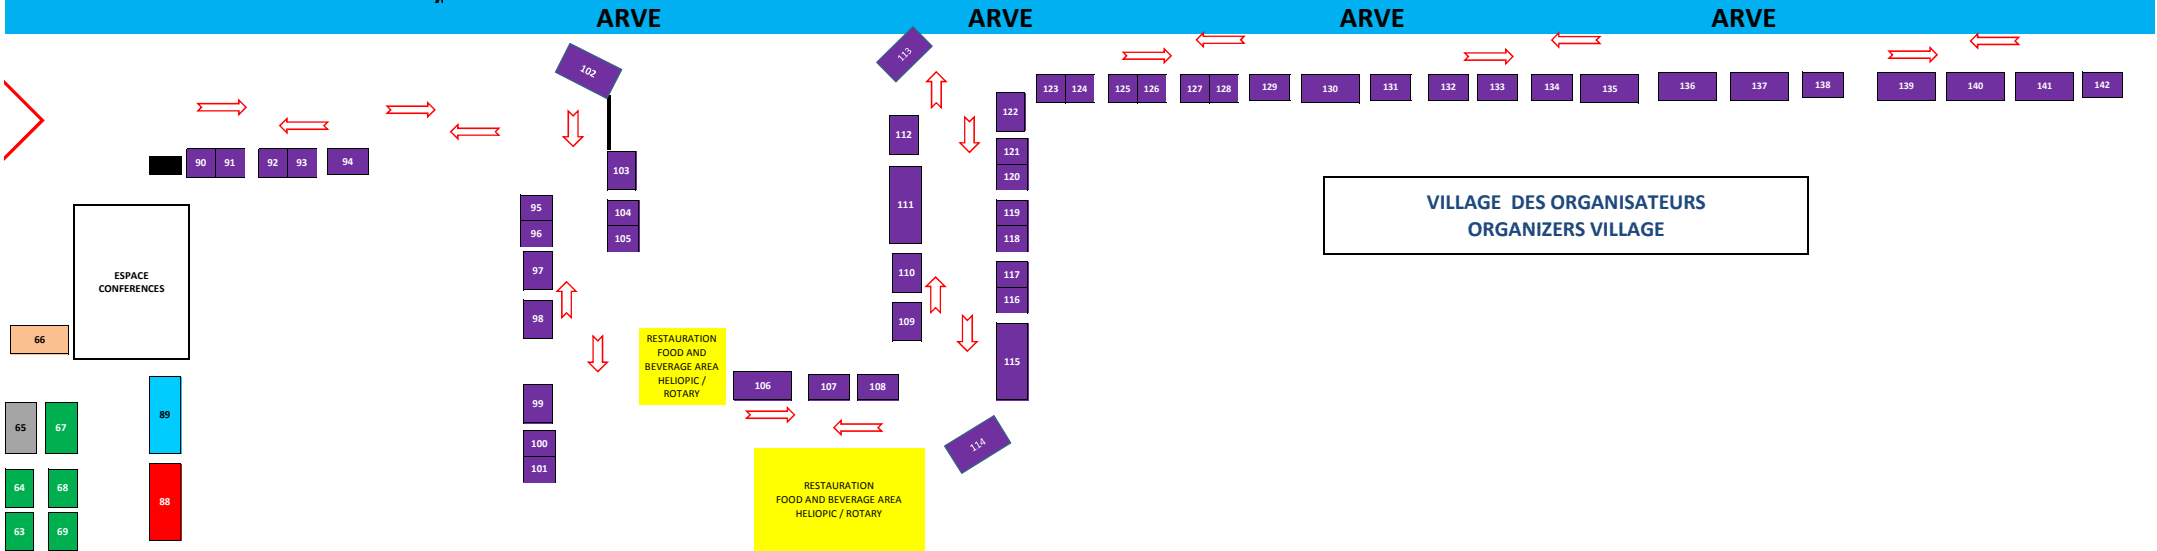 ARVE ARVE ARVE ARVE
102
113
123 124 125 126 127 128 129 130 131 132 133 134 135 136 137 138 139 140 141 142
122
112
90 91 92 93 94
103
121
120
111
95
96
104
105
119
118
VILLAGE DES ORGANISATEURS
ORGANIZERS VILLAGE
97
98
110
109
117
116
115
ESPACE
CONFERENCES
66
RESTAURATION
FOOD AND
BEVERAGE AREA
HELIOPIC /
ROTARY
106 107 108
99
100
101
114
65 67
89
64 68
88
63 69
RESTAURATION
FOOD AND BEVERAGE AREA
HELIOPIC / ROTARY